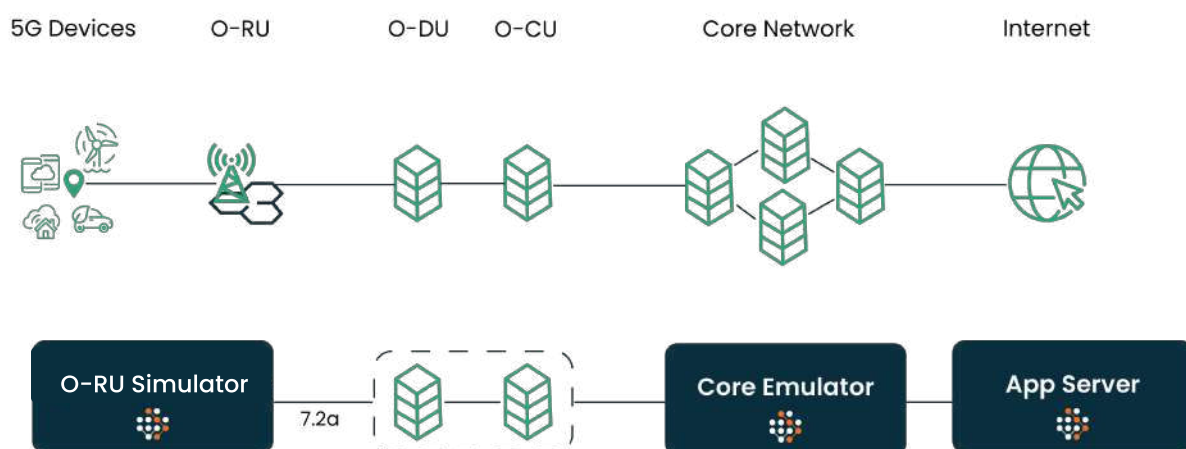 5G Devices O-RU O-DU O-CU Core Network Internet
O-RU Simulator
7.2a
Core Emulator
App Server